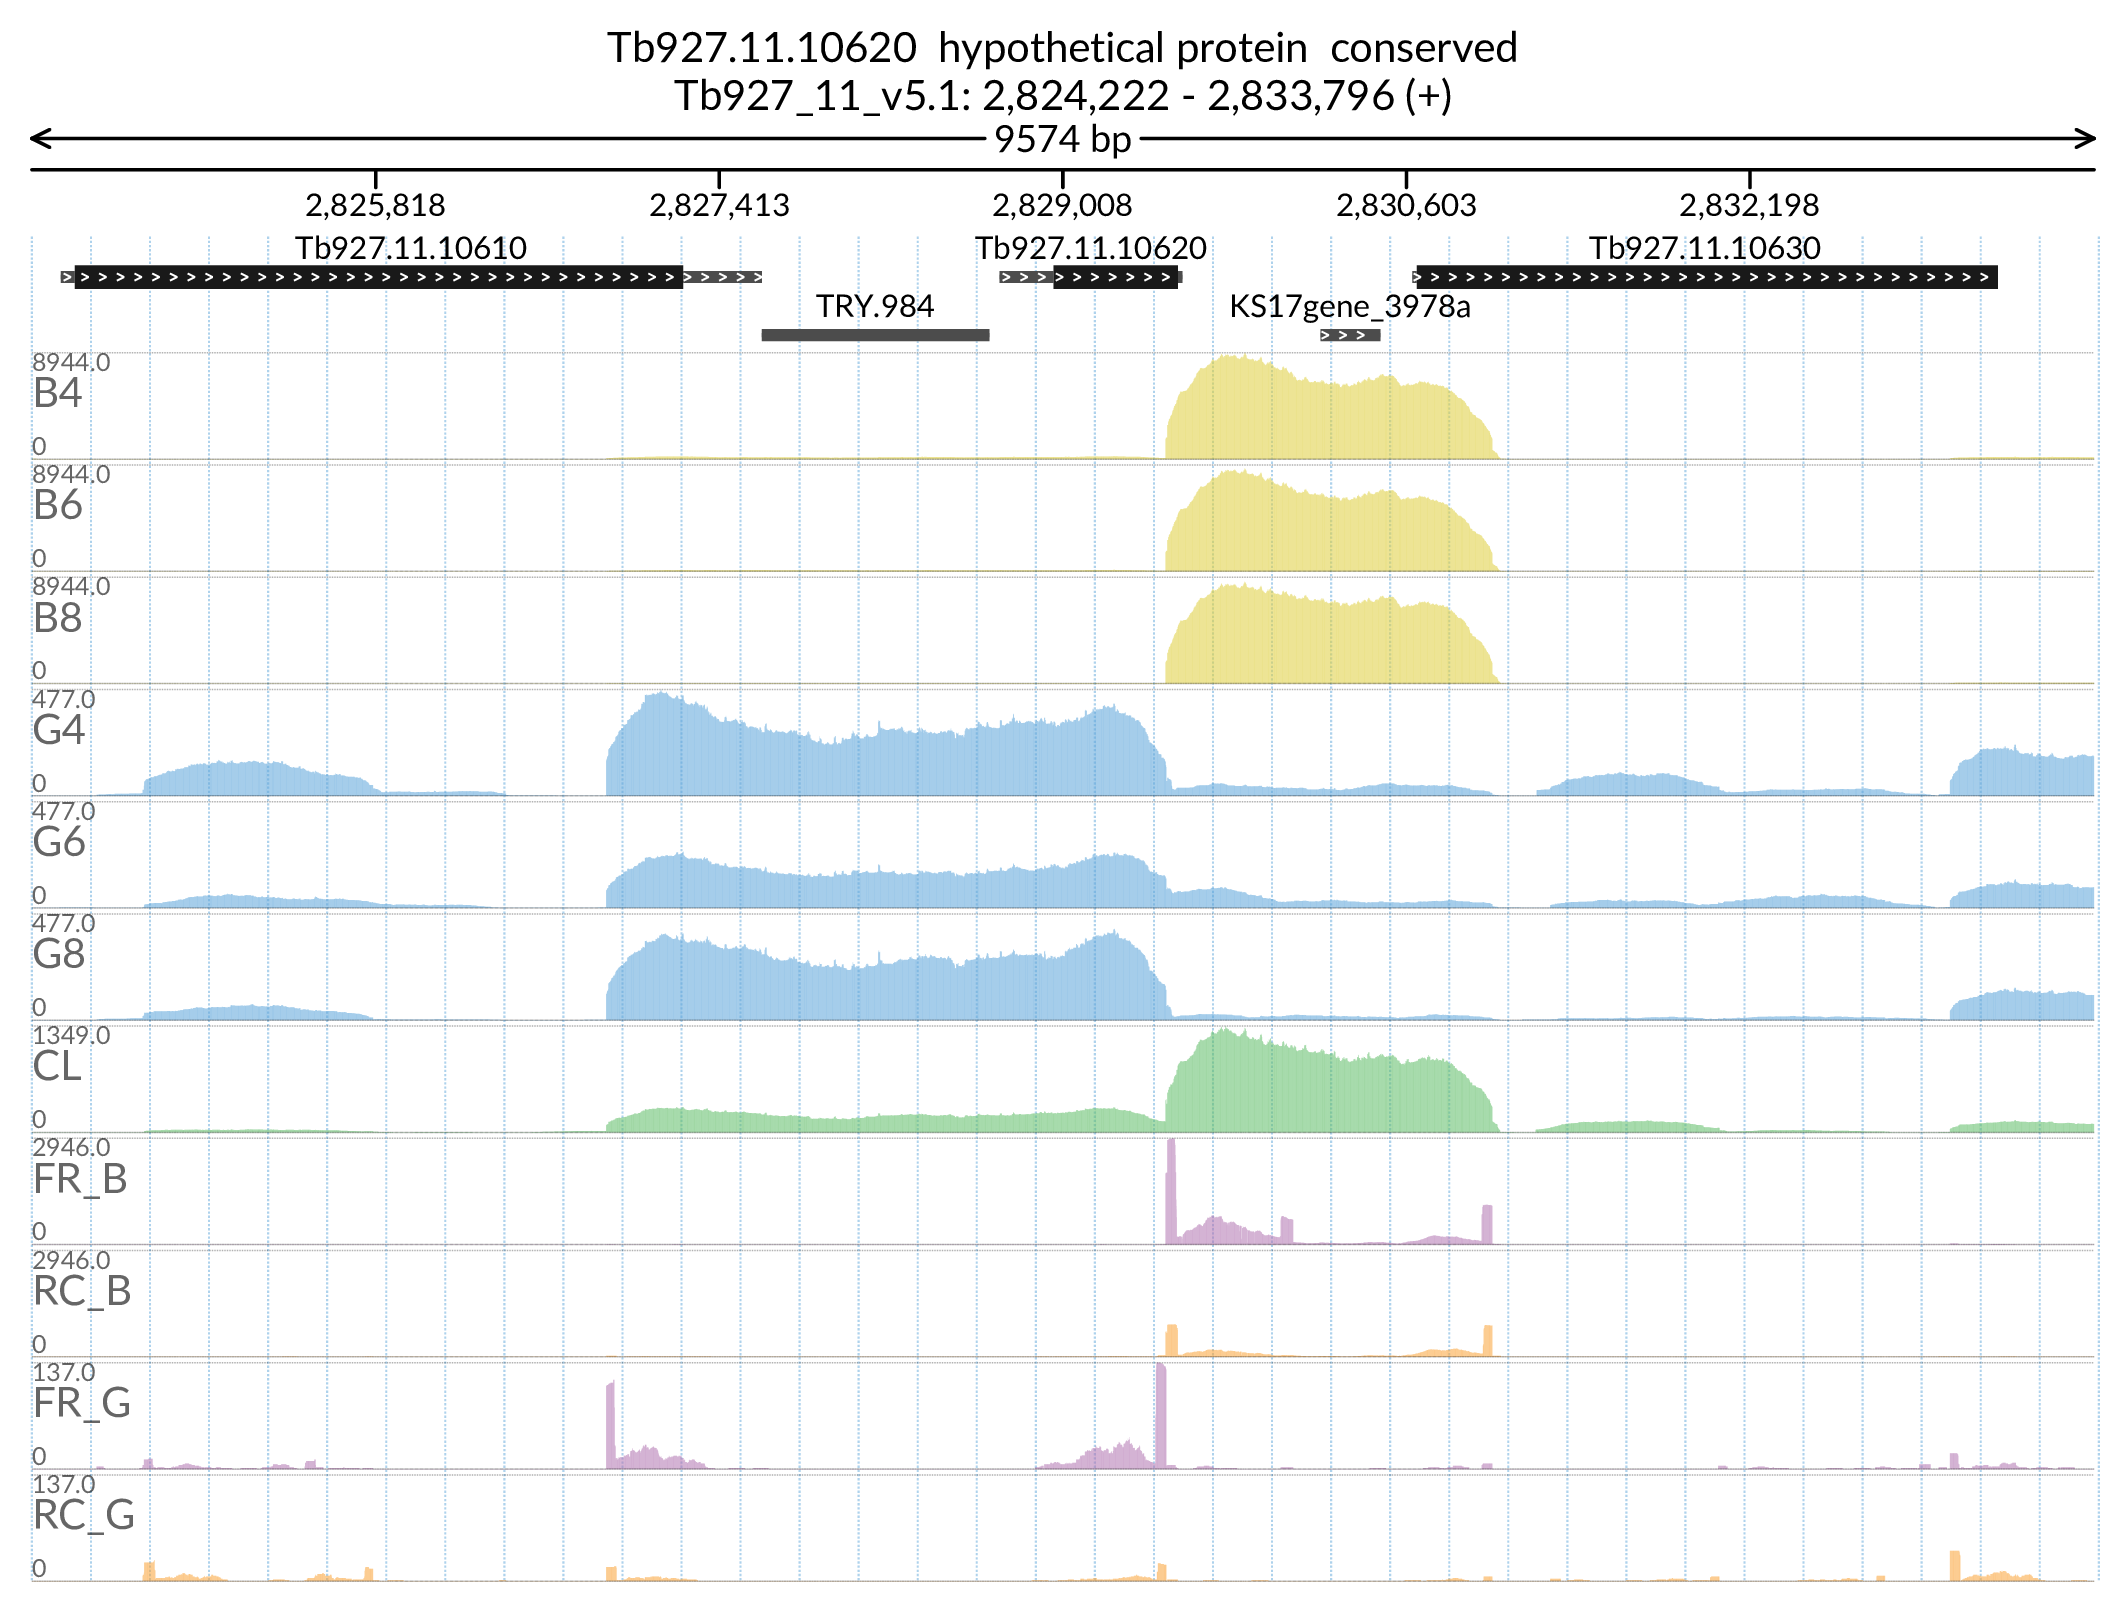 Tb927.11.10620  hypothetical protein  conserved
Tb927_11_v5.1: 2,824,222 - 2,833,796 (+)
9574 bp
2,825,818 2,827,413 2,829,008 2,830,603 2,832,198
Tb927.11.10610 Tb927.11.10620 Tb927.11.10630
TRY.984 KS17gene_3978a
8944.0
B4
0
8944.0
B6
0
8944.0
B8
0
477.0
G4
0
477.0
G6
0
477.0
G8
0
1349.0
CL
0
2946.0
FR_B
0
2946.0
RC_B
0
137.0
FR_G
0
137.0
RC_G
0